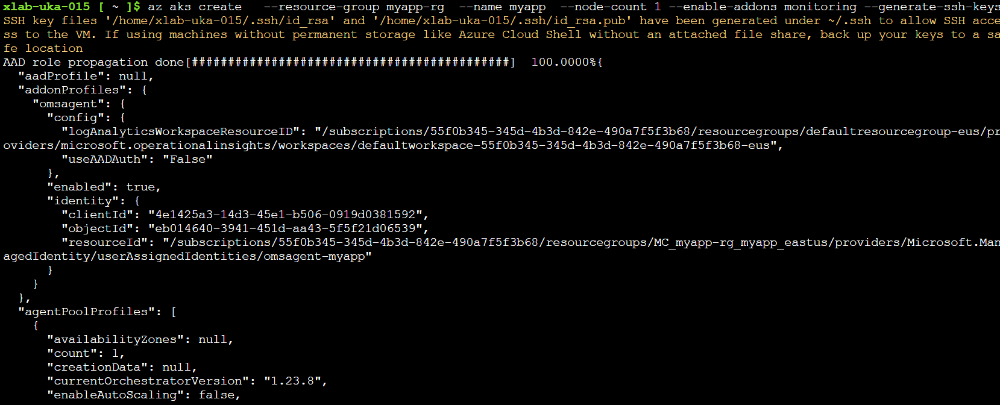 xlab-uka-015 [ ~ ]$ az aks create   --resource-group myapp-rg  --name myapp  --node-count 1 --enable-addons monitoring --generate-ssh-keys
SSH key files '/home/xlab-uka-015/.ssh/id_rsa' and '/home/xlab-uka-015/.ssh/id_rsa.pub' have been generated under ~/.ssh to allow SSH acce
ss to the VM. If using machines without permanent storage like Azure Cloud Shell without an attached file share, back up your keys to a sa
fe location
AAD role propagation done[############################################]  100.0000%{
  "aadProfile": null,
  "addonProfiles": {
    "omsagent": {
      "config": {
        "logAnalyticsWorkspaceResourceID": "/subscriptions/55f0b345-345d-4b3d-842e-490a7f5f3b68/resourcegroups/defaultresourcegroup-eus/pr
oviders/microsoft.operationalinsights/workspaces/defaultworkspace-55f0b345-345d-4b3d-842e-490a7f5f3b68-eus",
        "useAADAuth": "False"
      },
      "enabled": true,
      "identity": {
        "clientId": "4e1425a3-14d3-45e1-b506-0919d0381592",
        "objectId": "eb014640-3941-451d-aa43-5f5f21d06539",
        "resourceId": "/subscriptions/55f0b345-345d-4b3d-842e-490a7f5f3b68/resourcegroups/MC_myapp-rg_myapp_eastus/providers/Microsoft.Man
agedIdentity/userAssignedIdentities/omsagent-myapp"
      }
    }
  },
  "agentPoolProfiles": [
    {
      "availabilityZones": null,
      "count": 1,
      "creationData": null,
      "currentOrchestratorVersion": "1.23.8",
      "enableAutoScaling": false,